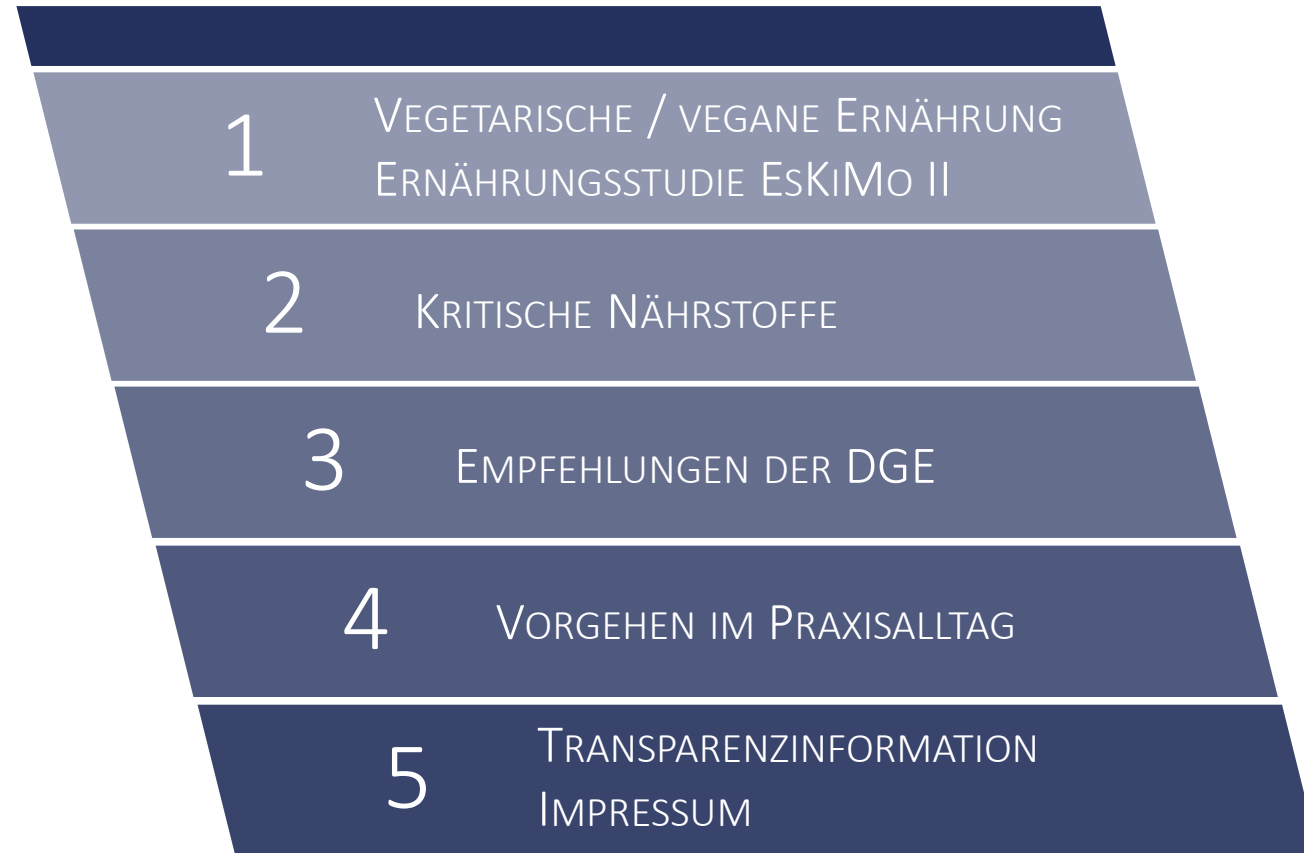 1
Vegetarische / vegane Ernährung
Ernährungsstudie EsKiMo II
2
Kritische Nährstoffe
3
Empfehlungen der DGE
4
Vorgehen im Praxisalltag
5
Transparenzinformation
Impressum